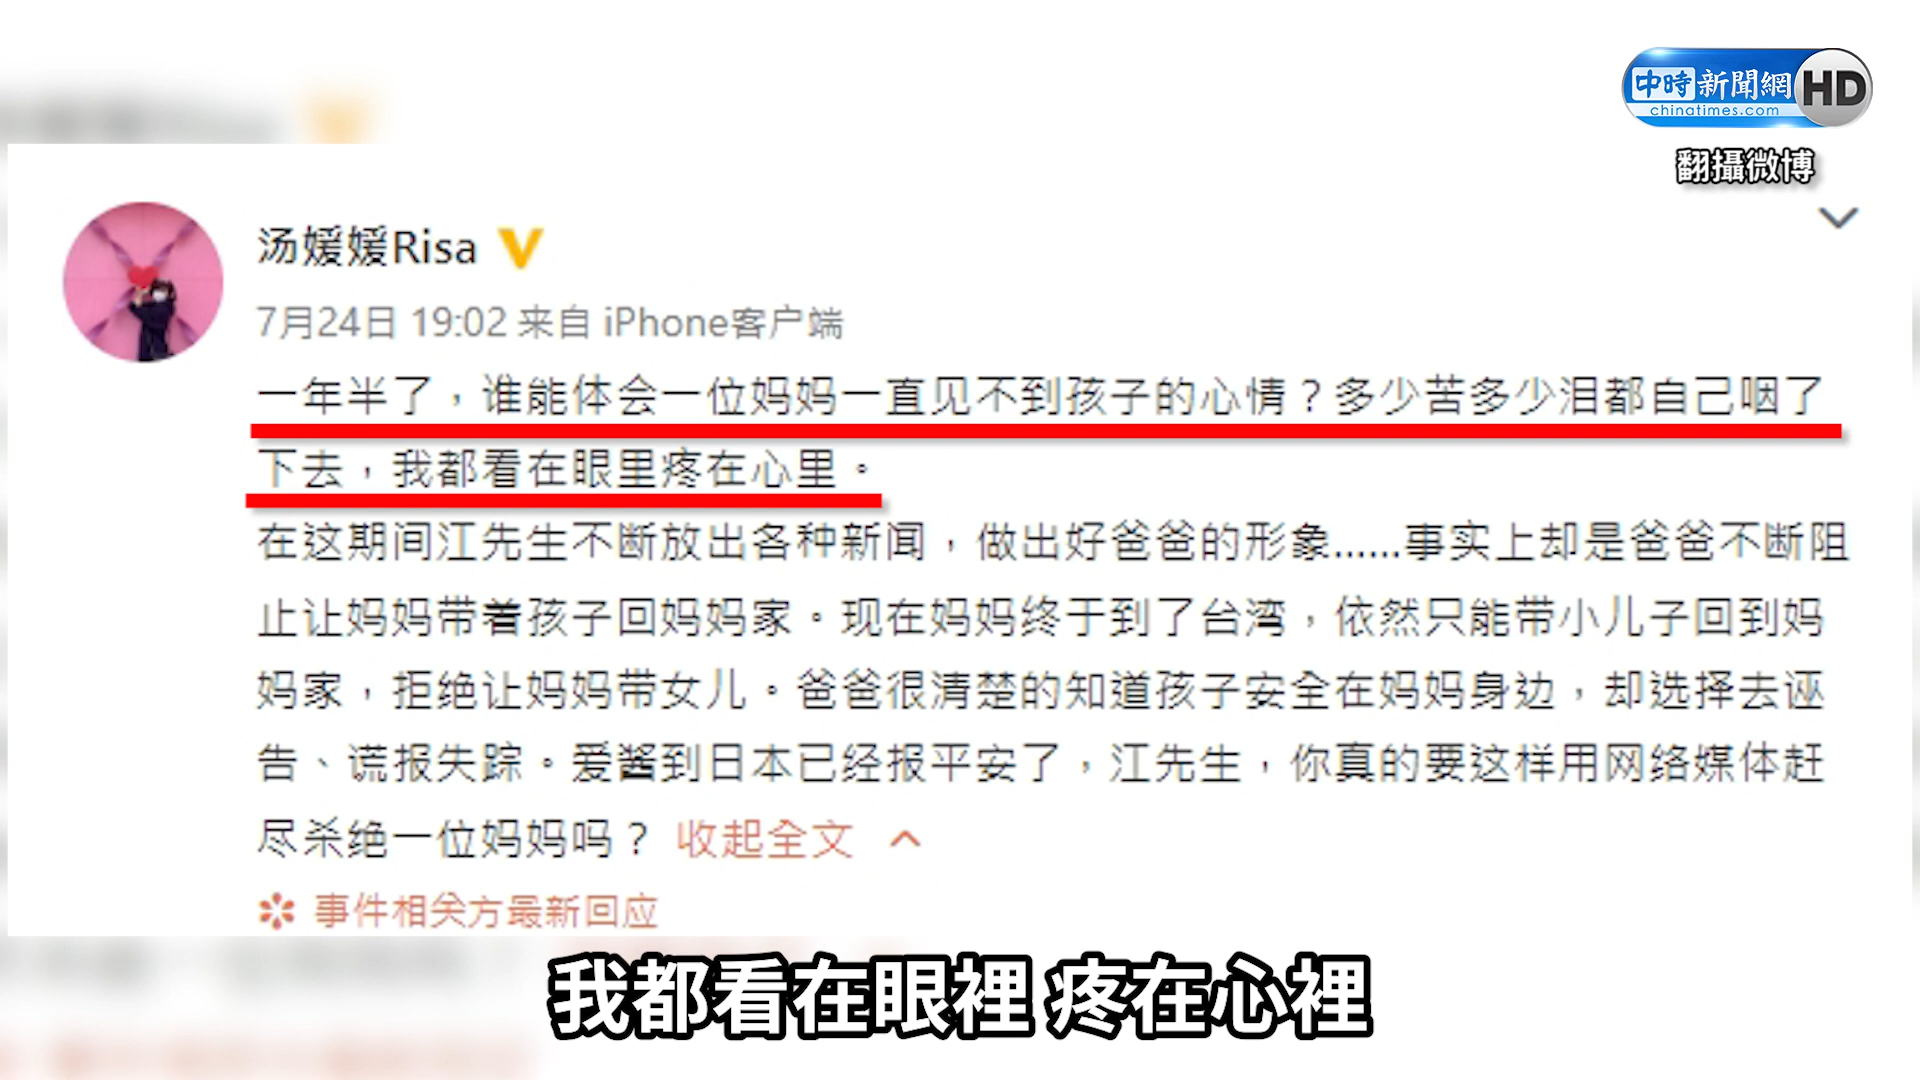 中時新聞網HD
chinatimes.com
翻攝微博
汤媛媛Risa
7月24日 19:02 来自 iPhone客户端
一年半了，谁能体会一位妈妈一直见不到孩子的心情？多少苦多少泪都自己咽了
下去，我都看在眼里疼在心里。
在这期间江先生不断放出各种新闻，做出好爸爸的形象......事实上却是爸爸不断阻
止让妈妈带着孩子回妈妈家。现在妈妈终于到了台湾，依然只能带小儿子回到妈
妈家，拒绝让妈妈带女儿。爸爸很清楚的知道孩子安全在妈妈身边，却选择去诬
告、谎报失踪。爱酱到日本已经报平安了，江先生，你真的要这样用网络媒体赶
尽杀绝一位妈妈吗？ 收起全文
事件相关方最新回应
我都看在眼裡 疼在心裡